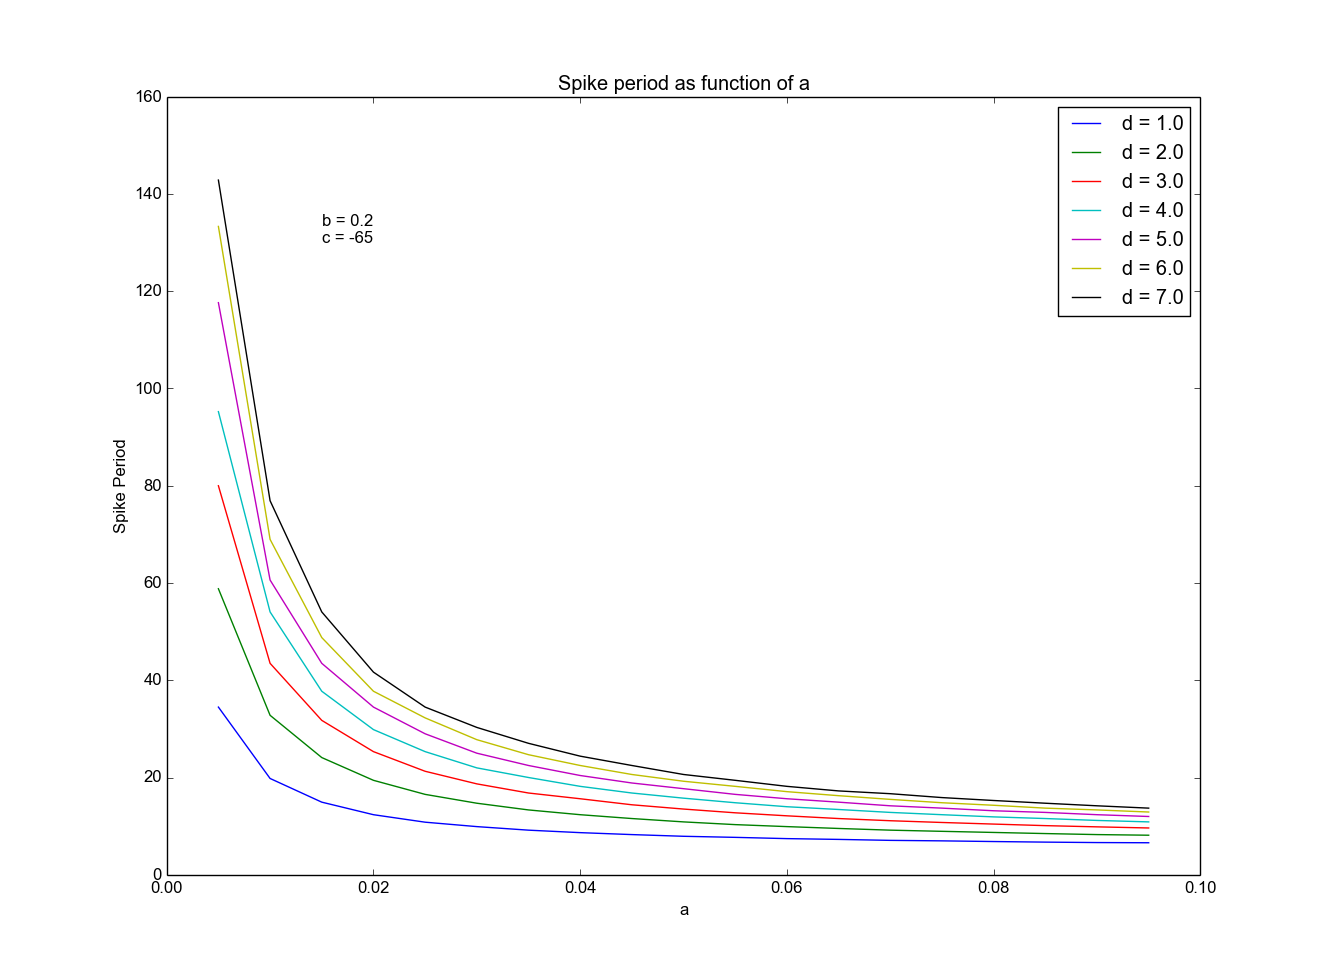 Spike period as function of a
160
140
120
100
80
60
40
20
0
Spike Period
b = 0.2
c = -65
d = 1.0
d = 2.0
d = 3.0
d = 4.0
d = 5.0
d = 6.0
d = 7.0
0.00 0.02 0.04 0.06 0.08 0.10
a